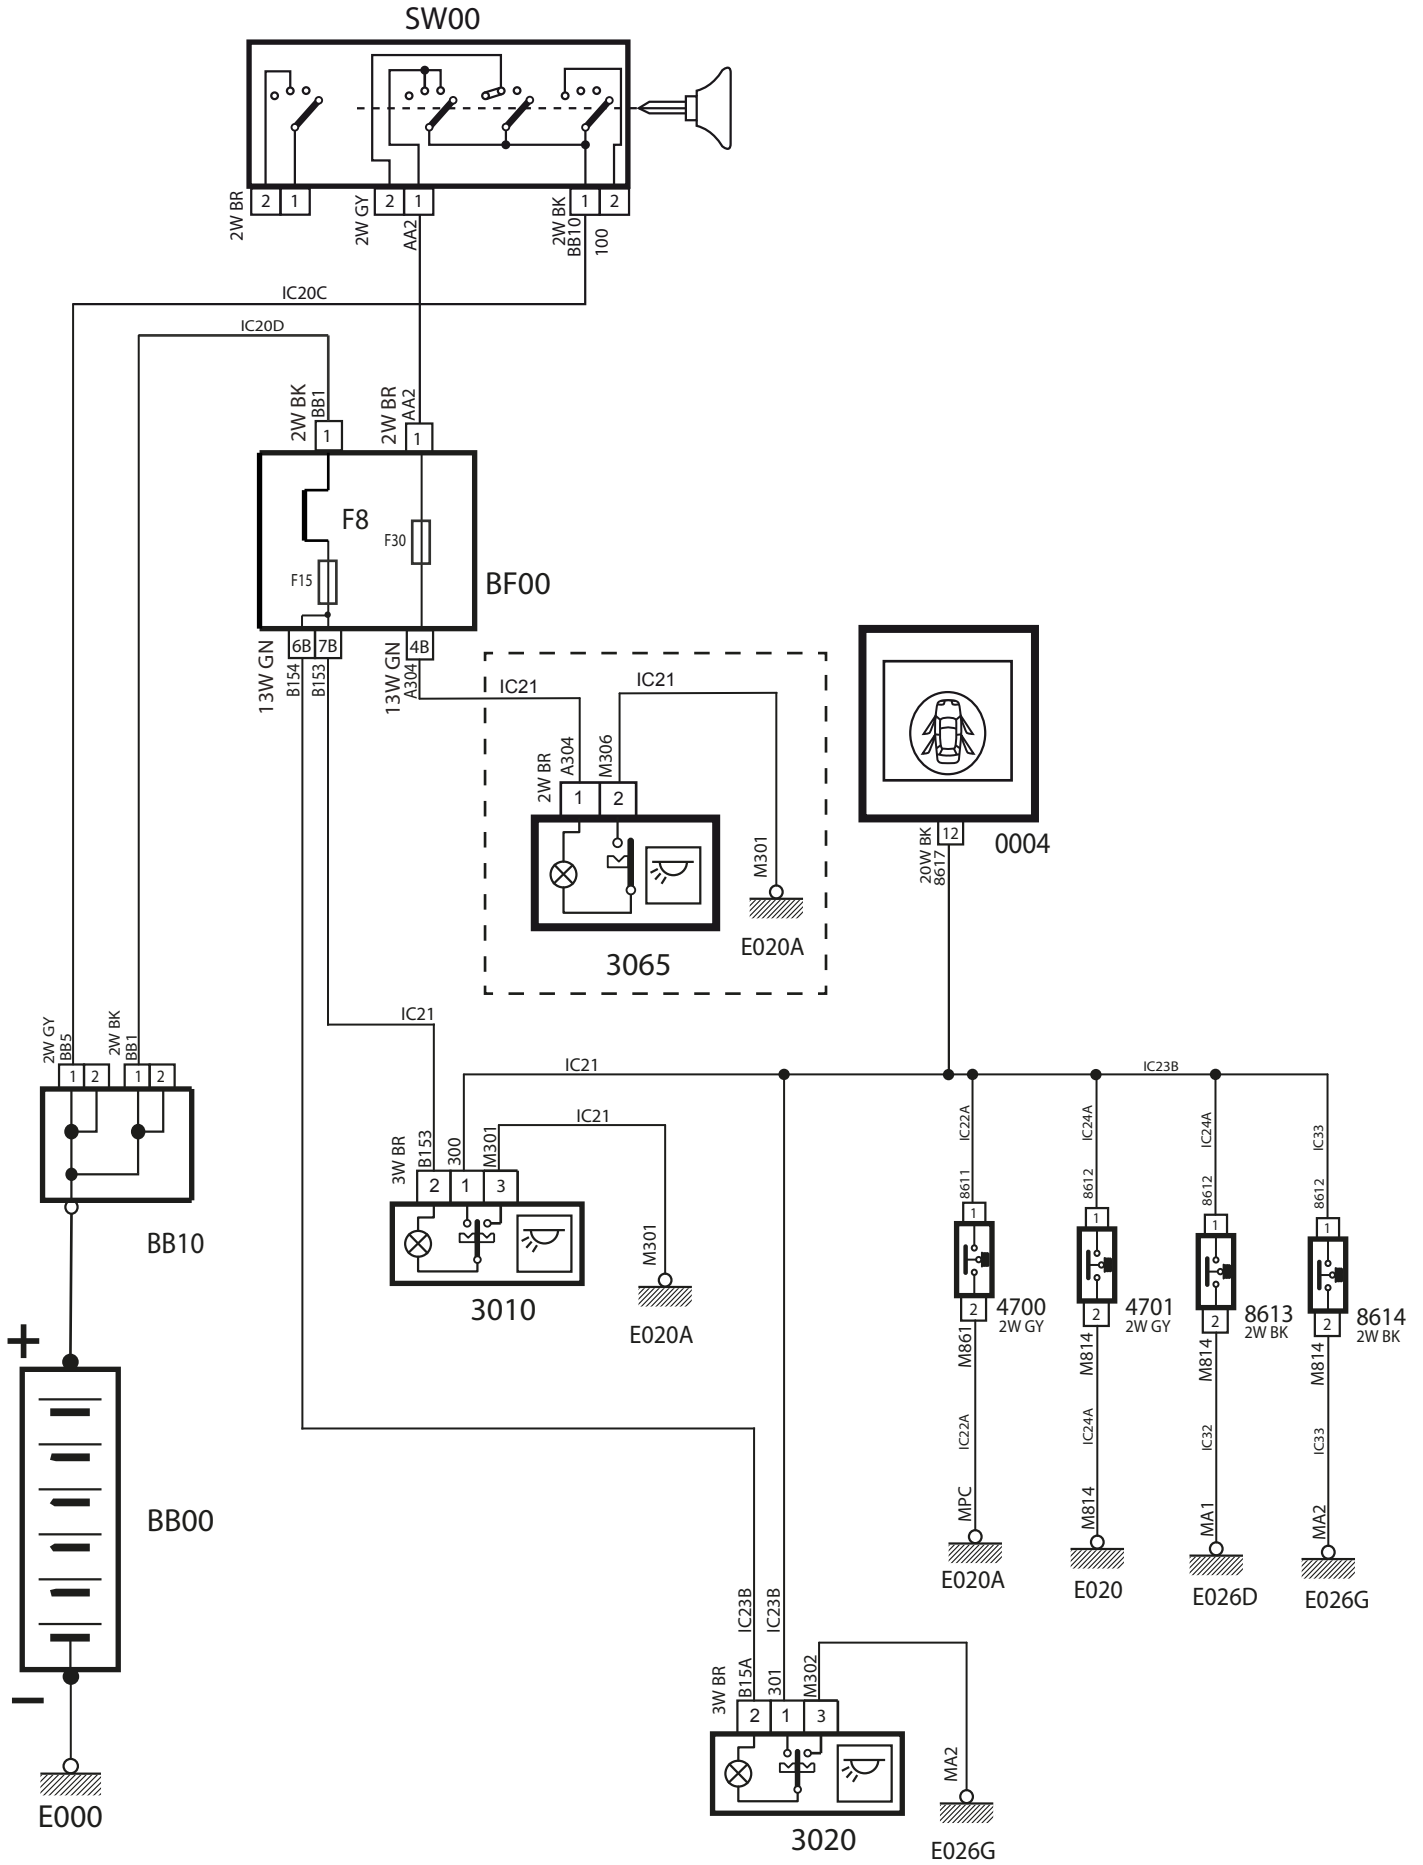 SW00
2 1 2 1 1 2
2W BR
2W GY
AA2
2W BK
BB10
100
IC20C
IC20D
2W BK
BB1
2W BR
AA2
1 1
F8
F30
F15
BF00
6B 7B 4B
13W GN
B154
B153
13W GN
A304
IC21 IC21
2W BR
A304
M306
1 2
M301
3065
E020A
12
20W BK
8617
0004
2W GY
BB5
2W BK
BB1
1 2 1 2
BB10
IC21
IC21
IC21
IC23B
3W BR
B153
300
M301
2 1 3
M301
3010
E020A
IC22A
IC24A
IC24A
IC33
8611
8612
8612
8612
1 1 1 1
2 2 2 2
4700
2W GY
4701
2W GY
8613
2W BK
8614
2W BK
M861
M814
M814
M814
IC22A
IC24A
IC32
IC33
MPC
M814
MA1
MA2
E020A
E020
E026D
E026G
+
BB00
−
E000
IC23B
IC23B
3W BR
B15A
301
M302
2 1 3
MA2
3020
E026G